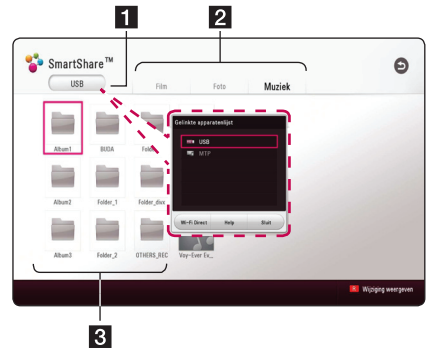 1
2
SmartShare™
USB
Film
Foto
Muziek
Gelinkte apparatenlijst
USB
MTP
Wi-Fi Direct
Help
Sluit
Album1
BUDA
Album2
Folder_1
Folder_divx
Album3
Folder_2
OTHERS_REC
Voy-Ever Ev_
Wijziging weergeven
3